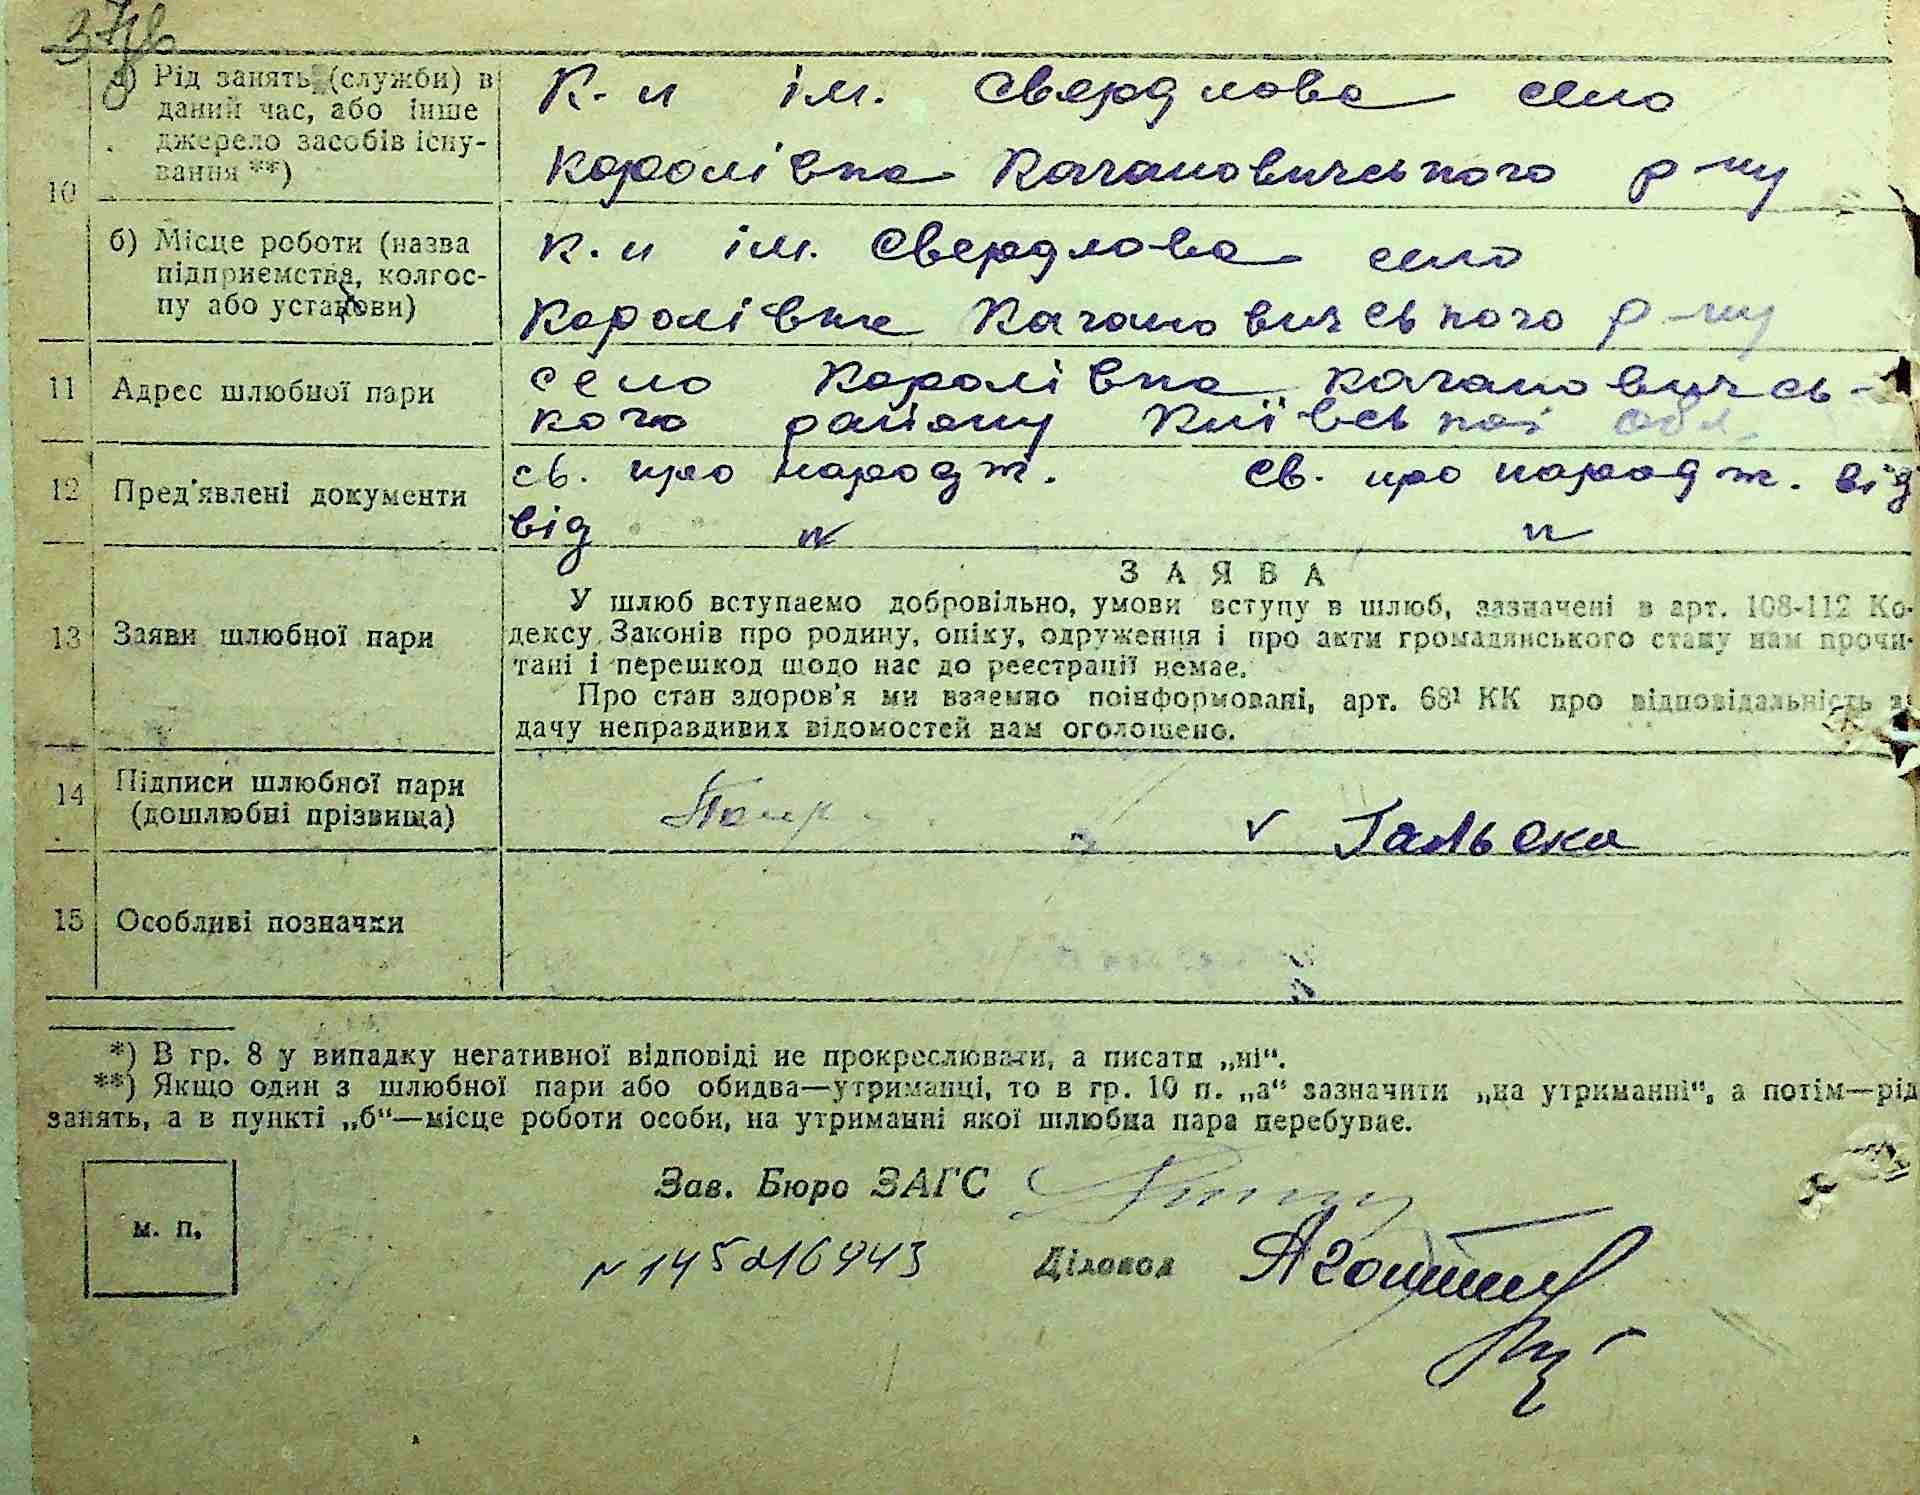 376
10 а) Рід занять (служби) в даний час, або інше джерело засобів існування **)
К-п ім. Свердлова село
Королівка Кагановичського р-ну
б) Місце роботи (назва підприємства, колгоспу або установи)
К.п ім. Свердлова село
Королівка Кагановичського р-ну
11 Адрес шлюбної пари
село Королівка Кагановичсь-
кого району Київської обл.
12 Пред'явлені документи
св. про народж. св. про народж. від
від
13 Заяви шлюбної пари
ЗАЯВА
У шлюб вступаємо добровільно, умови вступу в шлюб, зазначені в арт. 108-112 Ко-
дексу Законів про родину, опіку, одруження і про акти громадянського стану нам прочи-
тані і перешкод щодо нас до реєстрації немає.
Про стан здоров'я ми взаємно поінформовані, арт. 68¹ КК про відповідальність за
дачу неправдивих відомостей нам оголошено.
14 Підписи шлюбної пари
(дошлюбні прізвища)
Гальска
15 Особливі позначки
*) В гр. 8 у випадку негативної відповіді не прокреслювати, а писати „ні“.
**) Якщо один з шлюбної пари або обидва—утриманці, то в гр. 10 п. „а“ зазначити „на утриманні“, а потім—рід
занять, а в пункті „б“—місце роботи особи, на утриманні якої шлюбна пара перебуває.
Зав. Бюро ЗАГС
м. п.
Діловод